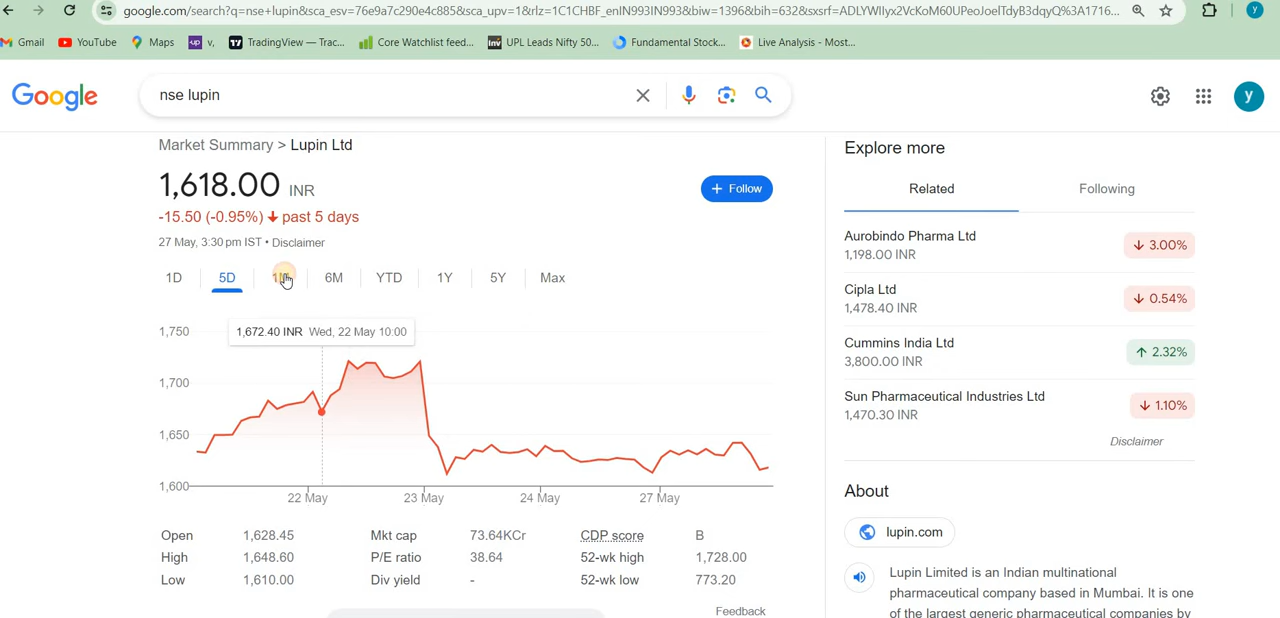 google.com/search?q=nse+lupin&sca_esv=76e9a7c290e4c885&sca_upv=1&rlz=1C1CHBF_enIN993IN993&biw=1396&bih=632&sxsrf=ADLYWIIyx2VcKoM60UPeoJoelTdyB3dqyQ%3A1716...
y
Gmail YouTube Maps up v, TradingView — Trac... Core Watchlist feed... Inv UPL Leads Nifty 50... Fundamental Stock... Live Analysis - Most...
Google nse lupin y
Market Summary > Lupin Ltd
1,618.00 INR
+ Follow
-15.50 (-0.95%) ↓ past 5 days
27 May, 3:30 pm IST • Disclaimer
1D 5D 6M YTD 1Y 5Y Max
1,672.40 INR Wed, 22 May 10:00
1,750
1,700
1,650
1,600
22 May 23 May 24 May 27 May
Open 1,628.45 Mkt cap 73.64KCr CDP score B
High 1,648.60 P/E ratio 38.64 52-wk high 1,728.00
Low 1,610.00 Div yield - 52-wk low 773.20
Feedback
Explore more
Related Following
Aurobindo Pharma Ltd
1,198.00 INR
↓ 3.00%
Cipla Ltd
1,478.40 INR
↓ 0.54%
Cummins India Ltd
3,800.00 INR
↑ 2.32%
Sun Pharmaceutical Industries Ltd
1,470.30 INR
↓ 1.10%
Disclaimer
About
lupin.com
Lupin Limited is an Indian multinational
pharmaceutical company based in Mumbai. It is one
of the largest generic pharmaceutical companies by